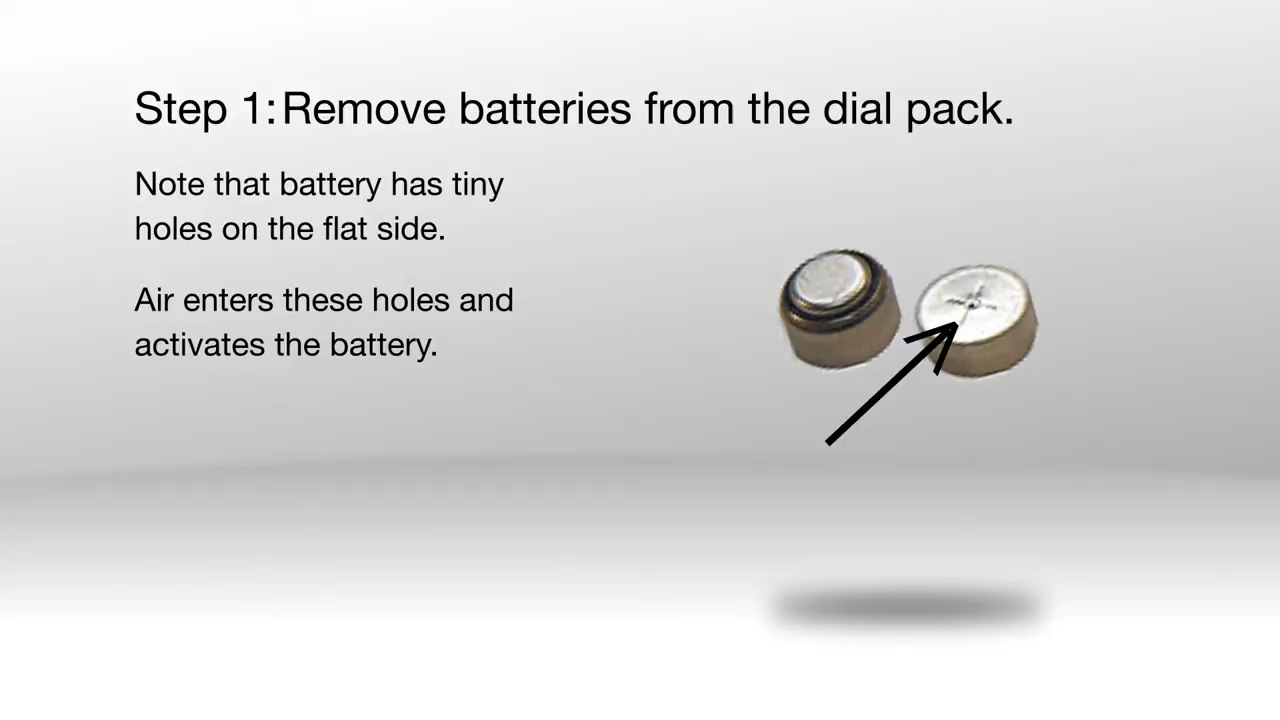 Step 1: Remove batteries from the dial pack.
Note that battery has tiny
holes on the flat side.
Air enters these holes and
activates the battery.